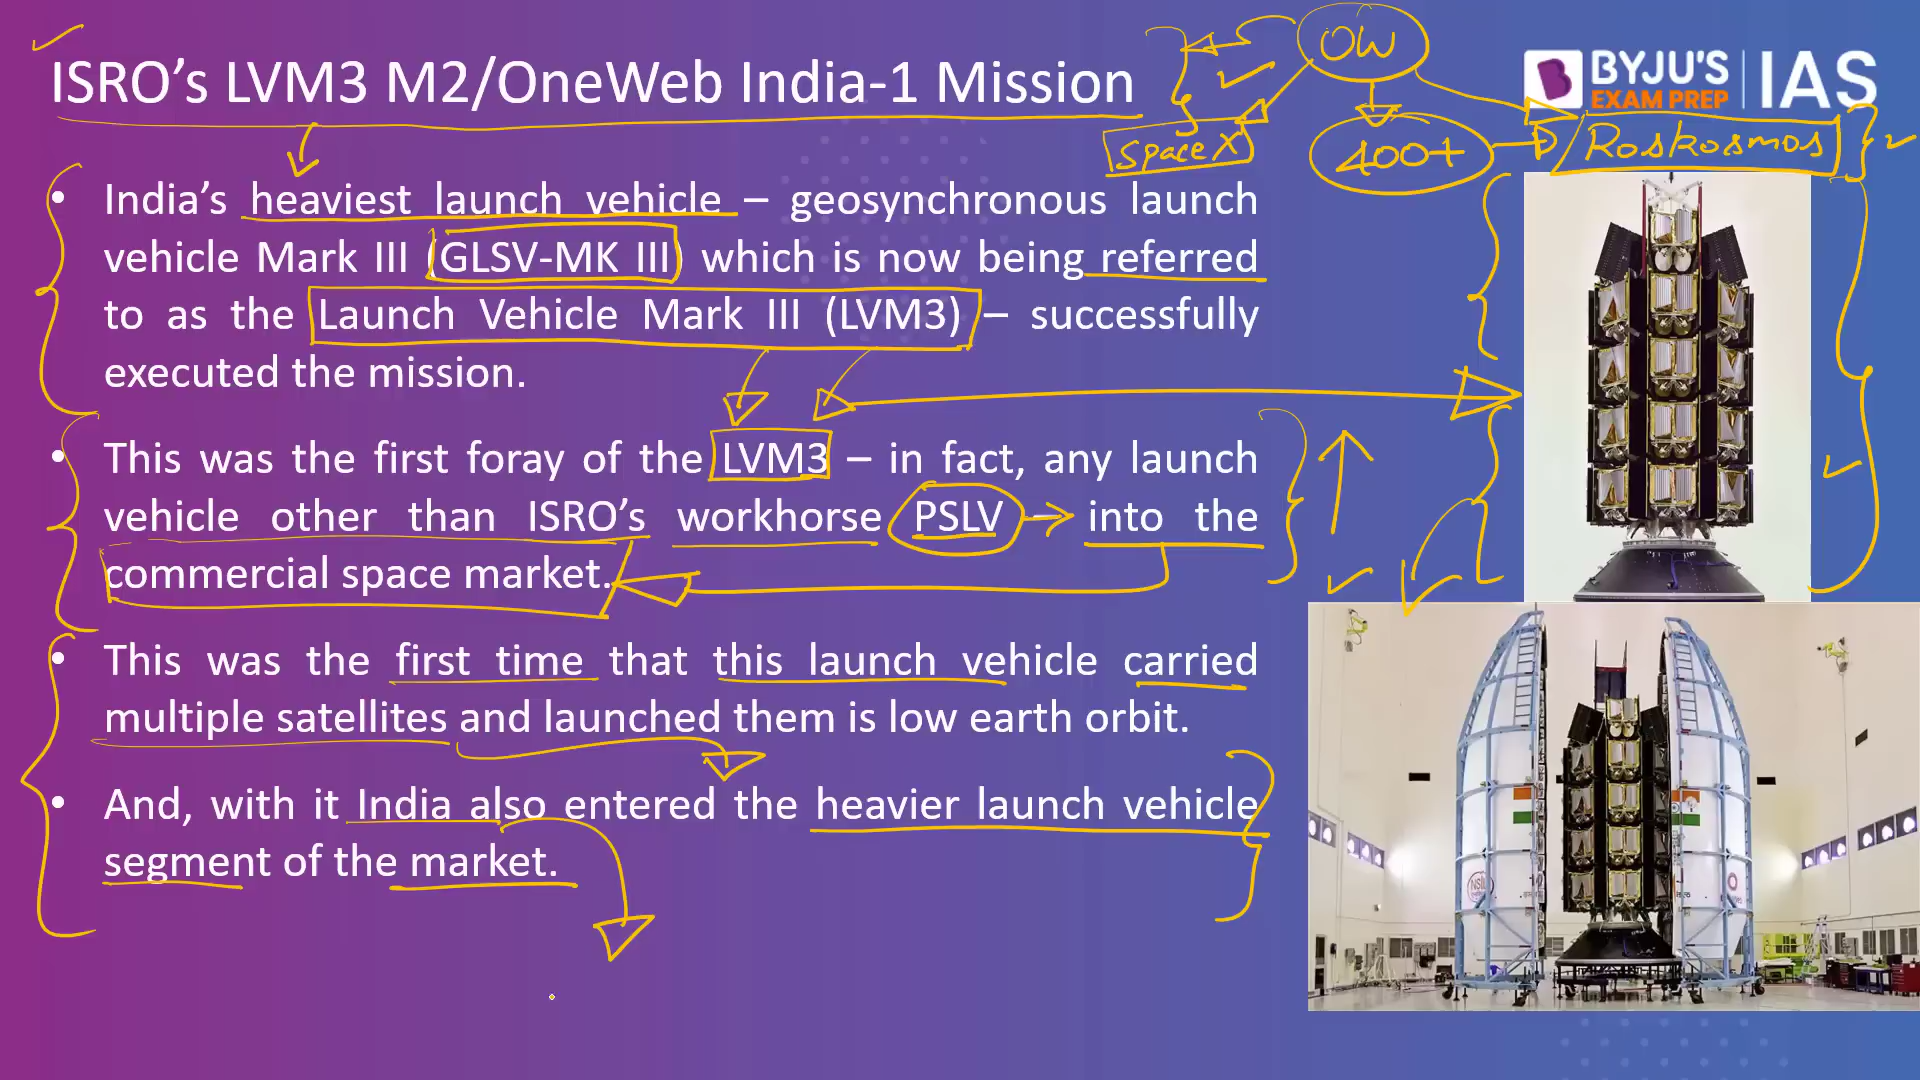 ISRO's LVM3 M2/OneWeb India-1 Mission
OW
BYJU'S
EXAM PREP
IAS
SpaceX
400+
Roskosmos
• India's heaviest launch vehicle – geosynchronous launch
vehicle Mark III (GLSV-MK III) which is now being referred
to as the Launch Vehicle Mark III (LVM3) – successfully
executed the mission.
• This was the first foray of the LVM3 – in fact, any launch
vehicle other than ISRO's workhorse PSLV – into the
commercial space market.
• This was the first time that this launch vehicle carried
multiple satellites and launched them is low earth orbit.
• And, with it India also entered the heavier launch vehicle
segment of the market.